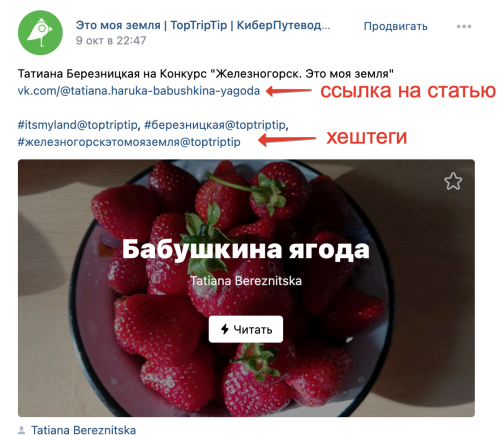 Это моя земля | TopTripTip | КиберПутевод...
Продвигать
9 окт в 22:47
Татиана Березницкая на Конкурс "Железногорск. Это моя земля"
vk.com/@tatiana.haruka-babushkina-yagoda
ссылка на статью
#itsmyland@toptriptip, #березницкая@toptriptip,
#железногорскэтомояземля@toptriptip
хештеги
Бабушкина ягода
Tatiana Bereznitska
Читать
Tatiana Bereznitska